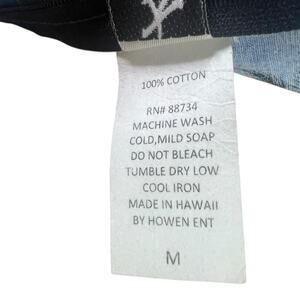 100% COTTON
RN# 88734
MACHINE WASH
COLD,MILD SOAP
DO NOT BLEACH
TUMBLE DRY LOW
COOL IRON
MADE IN HAWAII
BY HOWEN ENT
M